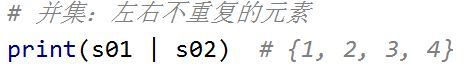 # 并集：左右不重复的元素
print(s01 | s02)  # {1, 2, 3, 4}